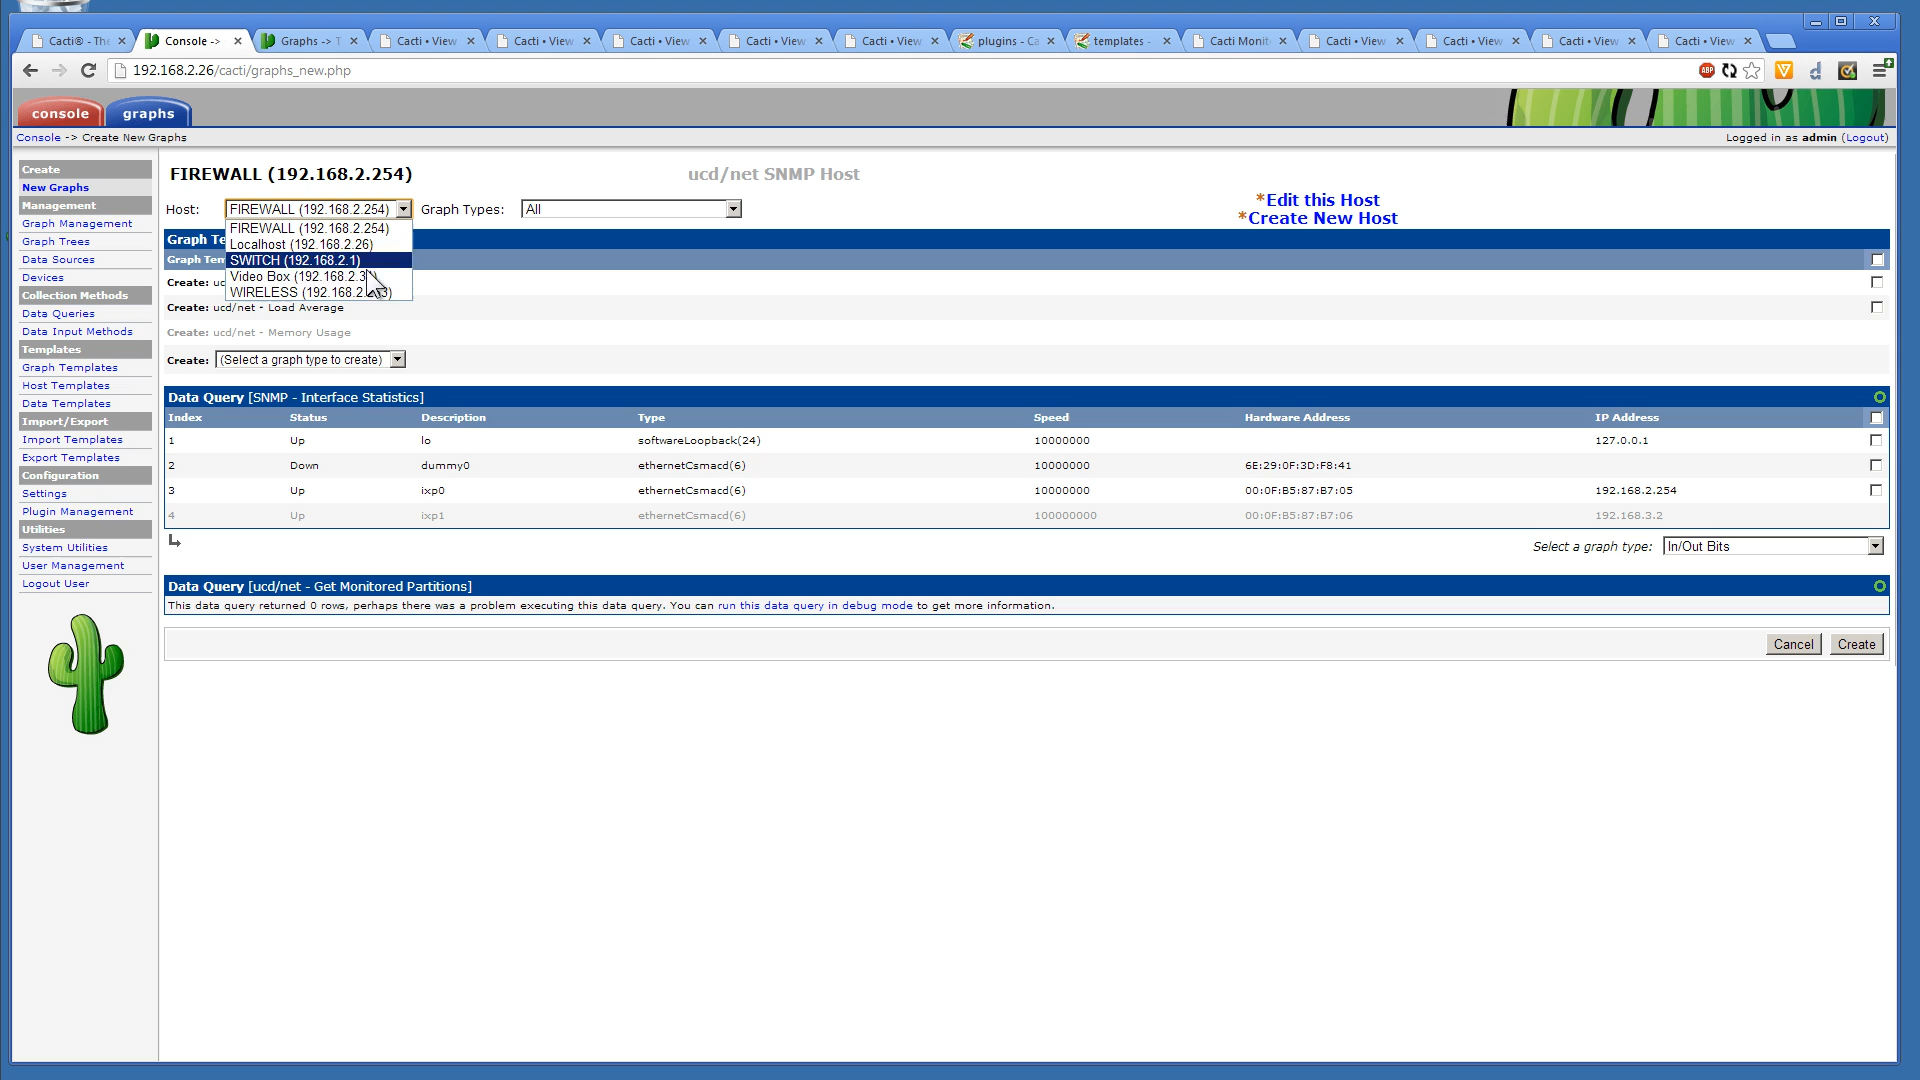 Cacti® - The
Console ->
Graphs -> T
Cacti • View
Cacti • View
Cacti • View
Cacti • View
Cacti • View
plugins - Ca
templates -
Cacti Monit
Cacti • View
Cacti • View
Cacti • View
Cacti • View
192.168.2.26/cacti/graphs_new.php
ABP
console
graphs
Console -> Create New Graphs
Logged in as admin (Logout)
Create
New Graphs
Management
Graph Management
Graph Trees
Data Sources
Devices
Collection Methods
Data Queries
Data Input Methods
Templates
Graph Templates
Host Templates
Data Templates
Import/Export
Import Templates
Export Templates
Configuration
Settings
Plugin Management
Utilities
System Utilities
User Management
Logout User
FIREWALL (192.168.2.254)
ucd/net SNMP Host
*Edit this Host
*Create New Host
Host: FIREWALL (192.168.2.254) Graph Types: All
FIREWALL (192.168.2.254)
Localhost (192.168.2.26)
SWITCH (192.168.2.1)
Video Box (192.168.2.3
WIRELESS (192.168.2. 3)
Graph Te
Graph Tem
Create: uc
Create: ucd/net - Load Average
Create: ucd/net - Memory Usage
Create: (Select a graph type to create)
Data Query [SNMP - Interface Statistics]
Index Status Description Type Speed Hardware Address IP Address
1 Up lo softwareLoopback(24) 10000000 127.0.0.1
2 Down dummy0 ethernetCsmacd(6) 10000000 6E:29:0F:3D:F8:41
3 Up ixp0 ethernetCsmacd(6) 10000000 00:0F:B5:87:B7:05 192.168.2.254
4 Up ixp1 ethernetCsmacd(6) 100000000 00:0F:B5:87:B7:06 192.168.3.2
Select a graph type: In/Out Bits
Data Query [ucd/net - Get Monitored Partitions]
This data query returned 0 rows, perhaps there was a problem executing this data query. You can run this data query in debug mode to get more information.
Cancel
Create